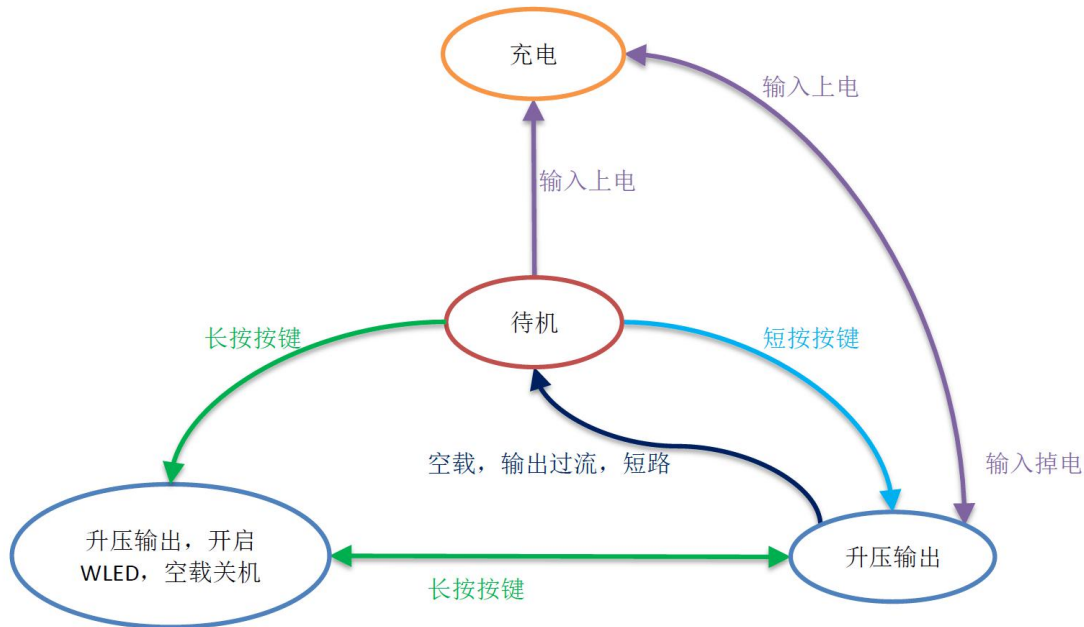 充电
输入上电
输入上电
待机
长按按键
短按按键
空载，输出过流，短路
输入掉电
升压输出，开启
WLED，空载关机
升压输出
长按按键